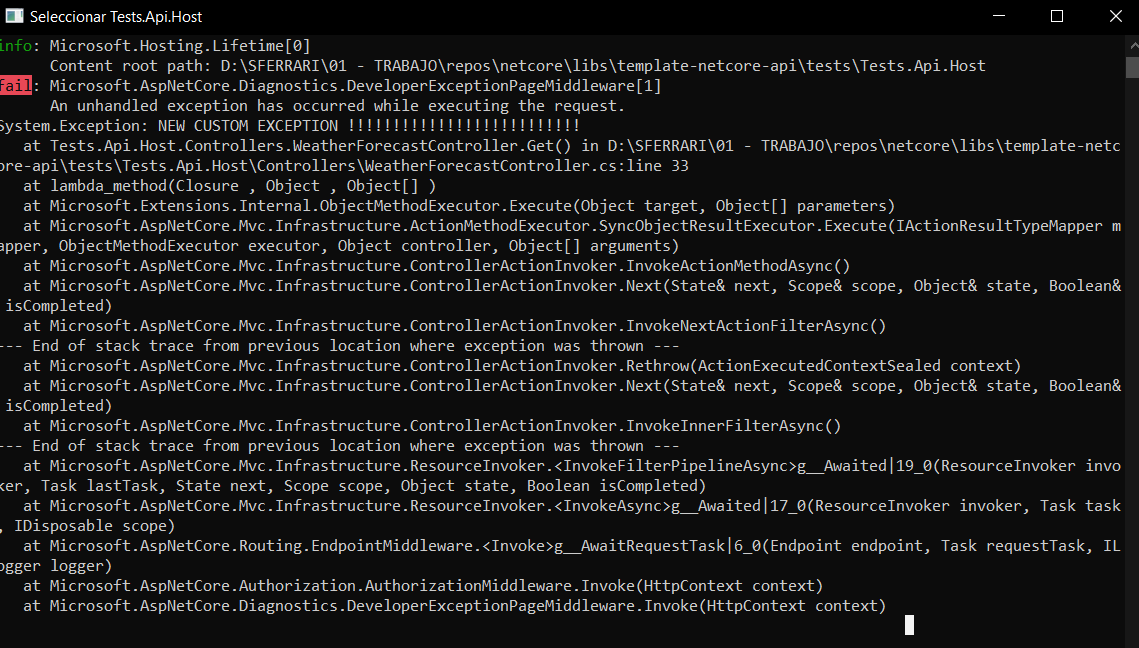 Seleccionar Tests.Api.Host
info: Microsoft.Hosting.Lifetime[0]
Content root path: D:\SFERRARI\01 - TRABAJO\repos\netcore\libs\template-netcore-api\tests\Tests.Api.Host
fail: Microsoft.AspNetCore.Diagnostics.DeveloperExceptionPageMiddleware[1]
An unhandled exception has occurred while executing the request.
System.Exception: NEW CUSTOM EXCEPTION !!!!!!!!!!!!!!!!!!!!!!!!!!
at Tests.Api.Host.Controllers.WeatherForecastController.Get() in D:\SFERRARI\01 - TRABAJO\repos\netcore\libs\template-netc
ore-api\tests\Tests.Api.Host\Controllers\WeatherForecastController.cs:line 33
at lambda_method(Closure , Object , Object[] )
at Microsoft.Extensions.Internal.ObjectMethodExecutor.Execute(Object target, Object[] parameters)
at Microsoft.AspNetCore.Mvc.Infrastructure.ActionMethodExecutor.SyncObjectResultExecutor.Execute(IActionResultTypeMapper m
apper, ObjectMethodExecutor executor, Object controller, Object[] arguments)
at Microsoft.AspNetCore.Mvc.Infrastructure.ControllerActionInvoker.InvokeActionMethodAsync()
at Microsoft.AspNetCore.Mvc.Infrastructure.ControllerActionInvoker.Next(State& next, Scope& scope, Object& state, Boolean&
isCompleted)
at Microsoft.AspNetCore.Mvc.Infrastructure.ControllerActionInvoker.InvokeNextActionFilterAsync()
--- End of stack trace from previous location where exception was thrown ---
at Microsoft.AspNetCore.Mvc.Infrastructure.ControllerActionInvoker.Rethrow(ActionExecutedContextSealed context)
at Microsoft.AspNetCore.Mvc.Infrastructure.ControllerActionInvoker.Next(State& next, Scope& scope, Object& state, Boolean&
isCompleted)
at Microsoft.AspNetCore.Mvc.Infrastructure.ControllerActionInvoker.InvokeInnerFilterAsync()
--- End of stack trace from previous location where exception was thrown ---
at Microsoft.AspNetCore.Mvc.Infrastructure.ResourceInvoker.<InvokeFilterPipelineAsync>g__Awaited|19_0(ResourceInvoker invo
ker, Task lastTask, State next, Scope scope, Object state, Boolean isCompleted)
at Microsoft.AspNetCore.Mvc.Infrastructure.ResourceInvoker.<InvokeAsync>g__Awaited|17_0(ResourceInvoker invoker, Task task
, IDisposable scope)
at Microsoft.AspNetCore.Routing.EndpointMiddleware.<Invoke>g__AwaitRequestTask|6_0(Endpoint endpoint, Task requestTask, IL
ogger logger)
at Microsoft.AspNetCore.Authorization.AuthorizationMiddleware.Invoke(HttpContext context)
at Microsoft.AspNetCore.Diagnostics.DeveloperExceptionPageMiddleware.Invoke(HttpContext context)